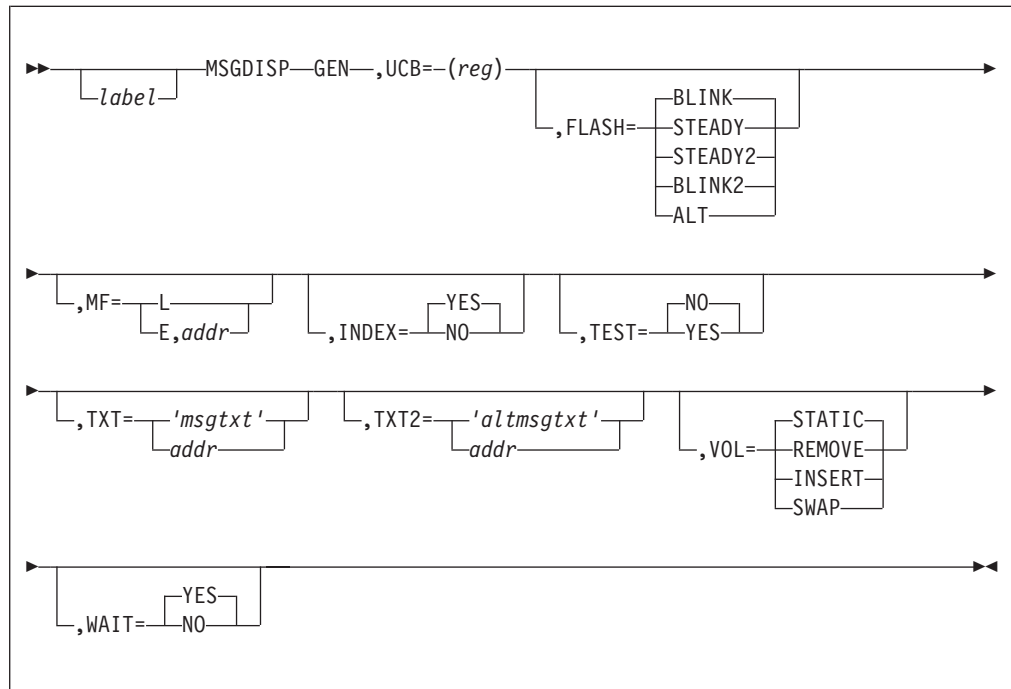 MSGDISP GEN ,UCB= (reg)
label
,FLASH=
BLINK
STEADY
STEADY2
BLINK2
ALT
,MF=
L
E,addr
,INDEX=
YES
NO
,TEST=
NO
YES
,TXT=
'msgtxt'
addr
,TXT2=
'altmsgtxt'
addr
,VOL=
STATIC
REMOVE
INSERT
SWAP
,WAIT=
YES
NO